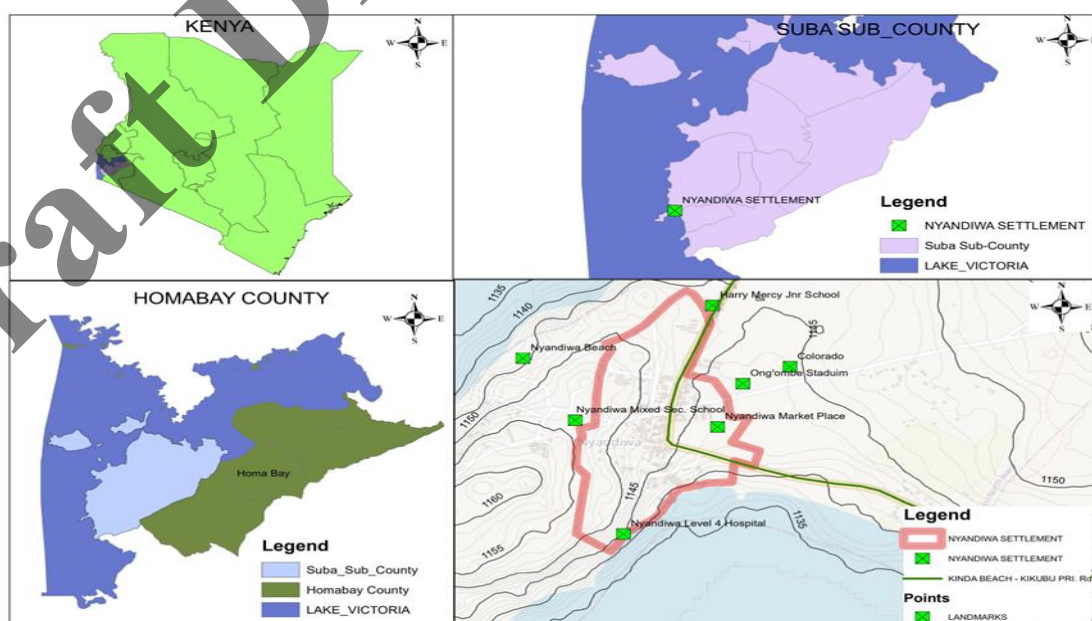 KENYA
N
W E
S
SUBA SUB_COUNTY
N
W E
S
NYANDIWA SETTLEMENT
Legend
NYANDIWA SETTLEMENT
Suba Sub-County
LAKE_VICTORIA
HOMABAY COUNTY
N
W E
S
Homa Bay
Legend
Suba_Sub_County
Homabay County
LAKE_VICTORIA
N
W E
S
1135
1140
Harry Mercy Jnr School
1145
Nyandiwa Beach
Colorado
Ong'ombe Staduim
1150
Nyandiwa Mixed Sec. School
Nyandiwa Market Place
Nyandiwa
1160
1145
1150
Nyandiwa Level 4 Hospital
1135
1155
Legend
NYANDIWA SETTLEMENT
NYANDIWA SETTLEMENT
KINDA BEACH - KIKUBU PRI. Rd
Points
LANDMARKS